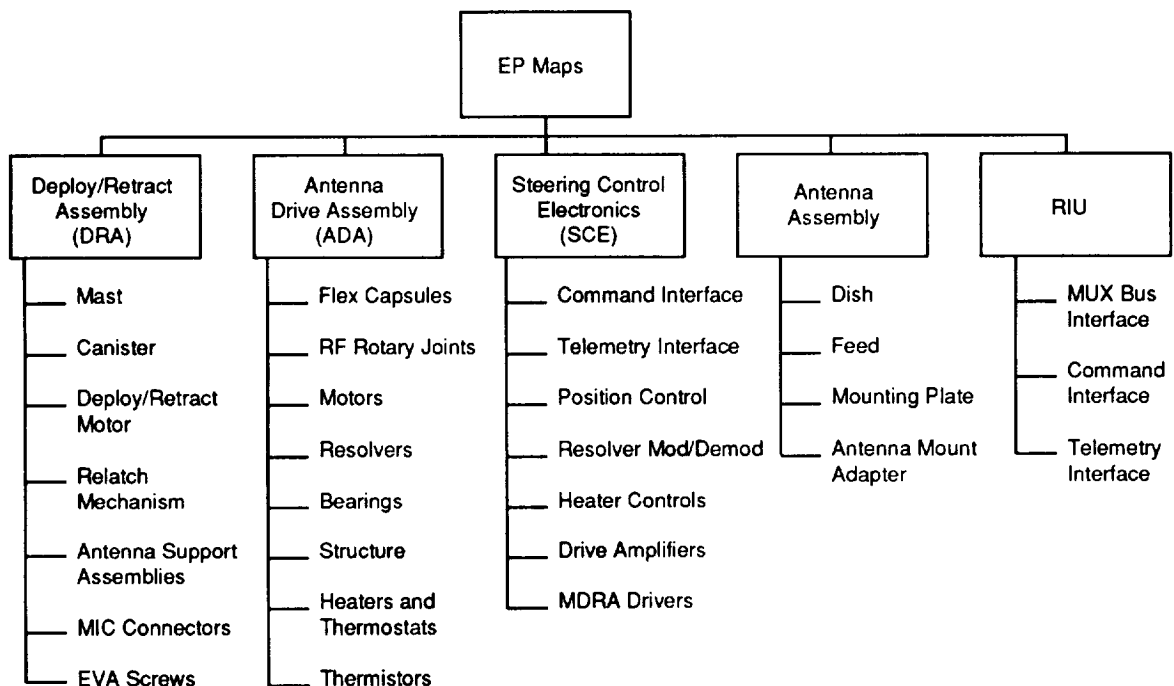 EP Maps
Deploy/Retract
Assembly
(DRA)
Mast
Canister
Deploy/Retract
Motor
Relatch
Mechanism
Antenna Support
Assemblies
MIC Connectors
EVA Screws
Antenna
Drive Assembly
(ADA)
Flex Capsules
RF Rotary Joints
Motors
Resolvers
Bearings
Structure
Heaters and
Thermostats
Thermistors
Steering Control
Electronics
(SCE)
Command Interface
Telemetry Interface
Position Control
Resolver Mod/Demod
Heater Controls
Drive Amplifiers
MDRA Drivers
Antenna
Assembly
Dish
Feed
Mounting Plate
Antenna Mount
Adapter
RIU
MUX Bus
Interface
Command
Interface
Telemetry
Interface